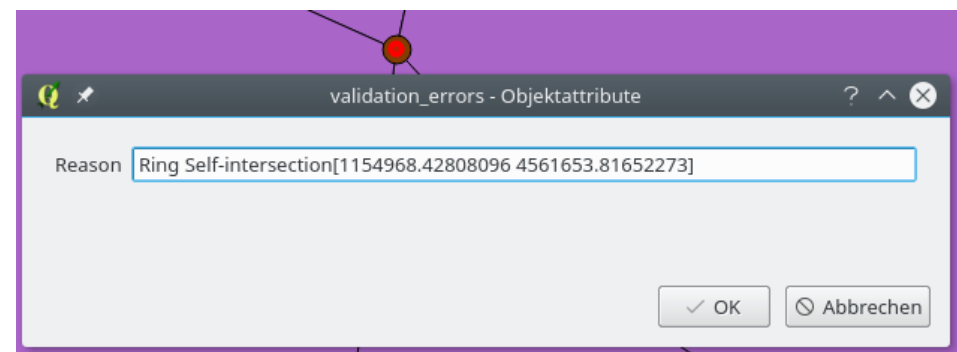 validation_errors - Objektattribute
Reason Ring Self-intersection[1154968.42808096 4561653.81652273]
OK Abbrechen